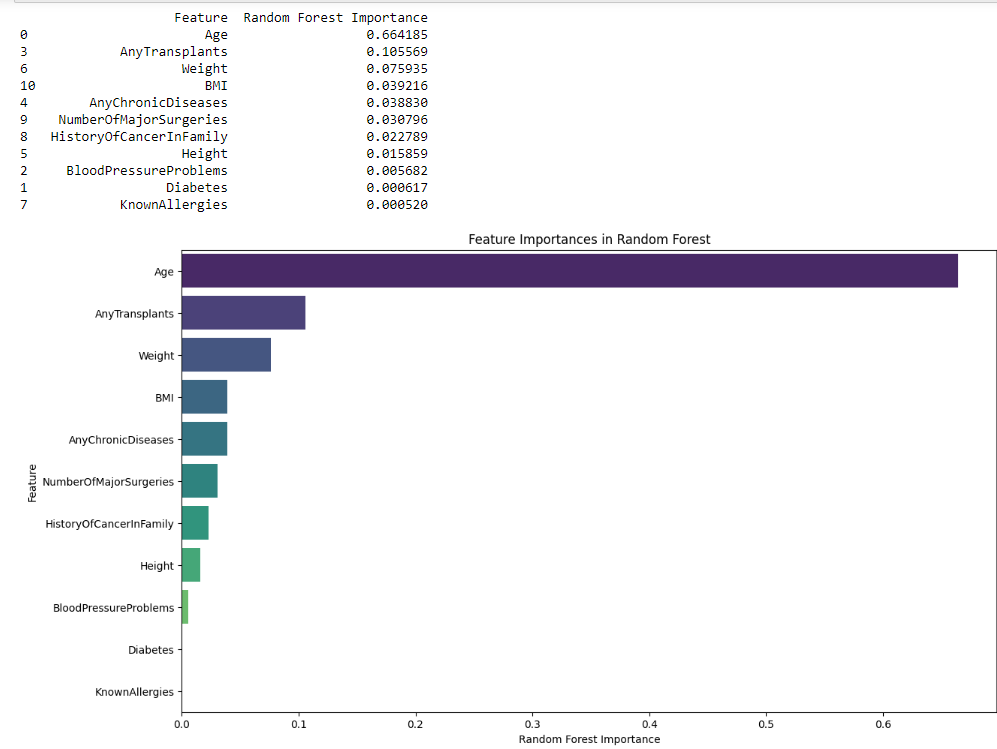 Feature Random Forest Importance
0 Age 0.664185
3 AnyTransplants 0.105569
6 Weight 0.075935
10 BMI 0.039216
4 AnyChronicDiseases 0.038830
9 NumberOfMajorSurgeries 0.030796
8 HistoryOfCancerInFamily 0.022789
5 Height 0.015859
2 BloodPressureProblems 0.005682
1 Diabetes 0.000617
7 KnownAllergies 0.000520
Feature Importances in Random Forest
Age
AnyTransplants
Weight
BMI
AnyChronicDiseases
Feature
NumberOfMajorSurgeries
HistoryOfCancerInFamily
Height
BloodPressureProblems
Diabetes
KnownAllergies
0.0 0.1 0.2 0.3 0.4 0.5 0.6
Random Forest Importance